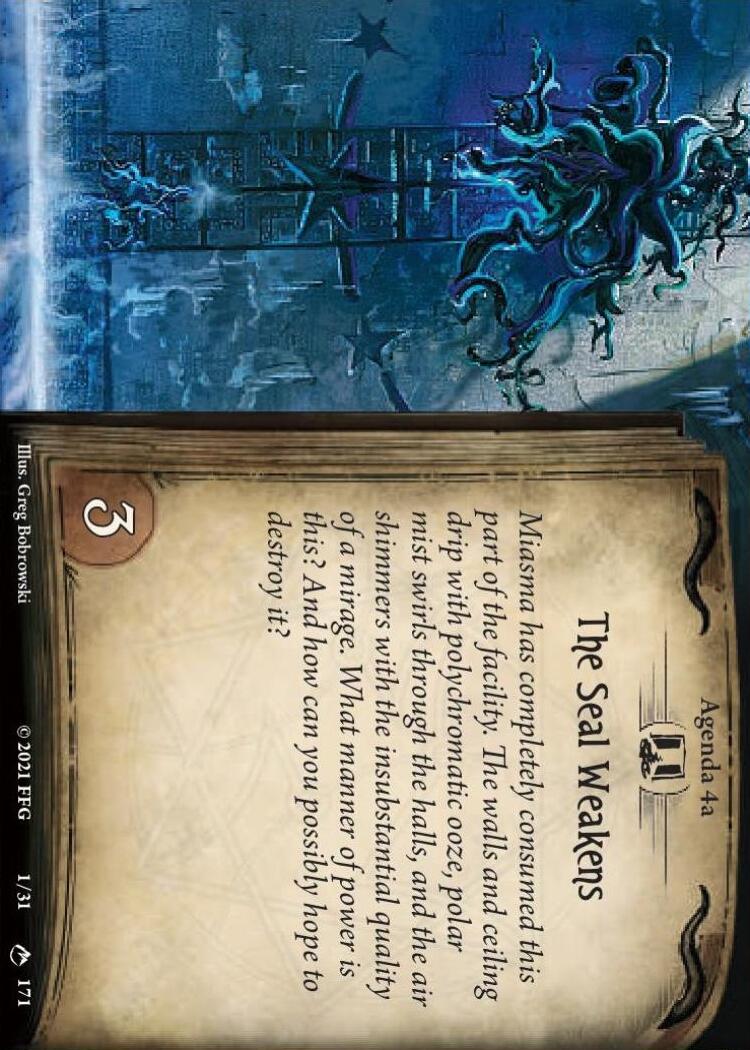 Agenda 4a
The Seal Weakens
Miasma has completely consumed this
part of the facility. The walls and ceiling
drip with polychromatic ooze, polar
mist swirls through the halls, and the air
shimmers with the insubstantial quality
of a mirage. What manner of power is
this? And how can you possibly hope to
destroy it?
3
Illus. Greg Bobrowski © 2021 FFG 1/31 171